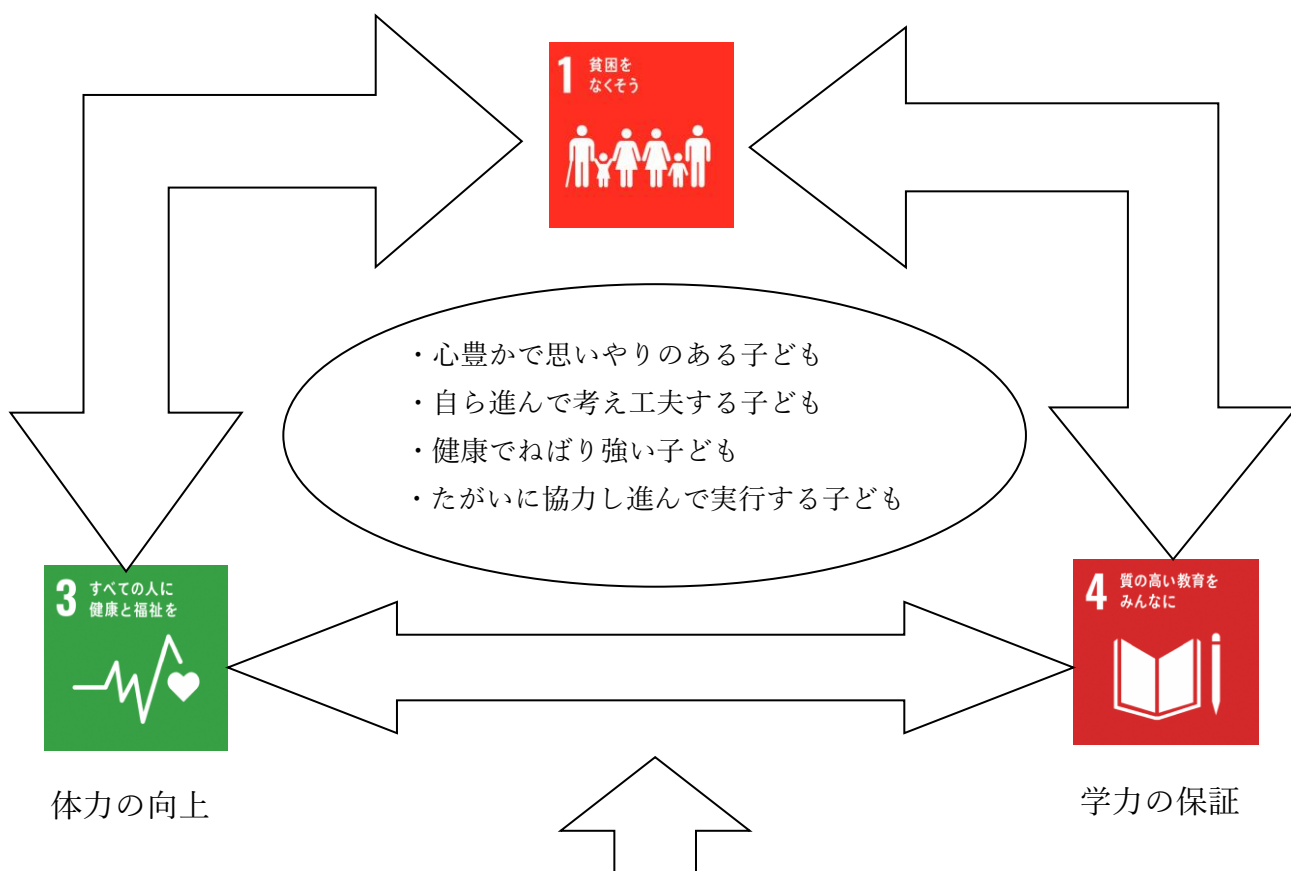 1 貧困を
なくそう
・心豊かで思いやりのある子ども
・自ら進んで考え工夫する子ども
・健康でねばり強い子ども
・たがいに協力し進んで実行する子ども
3 すべての人に
健康と福祉を
4 質の高い教育を
みんなに
体力の向上
学力の保証